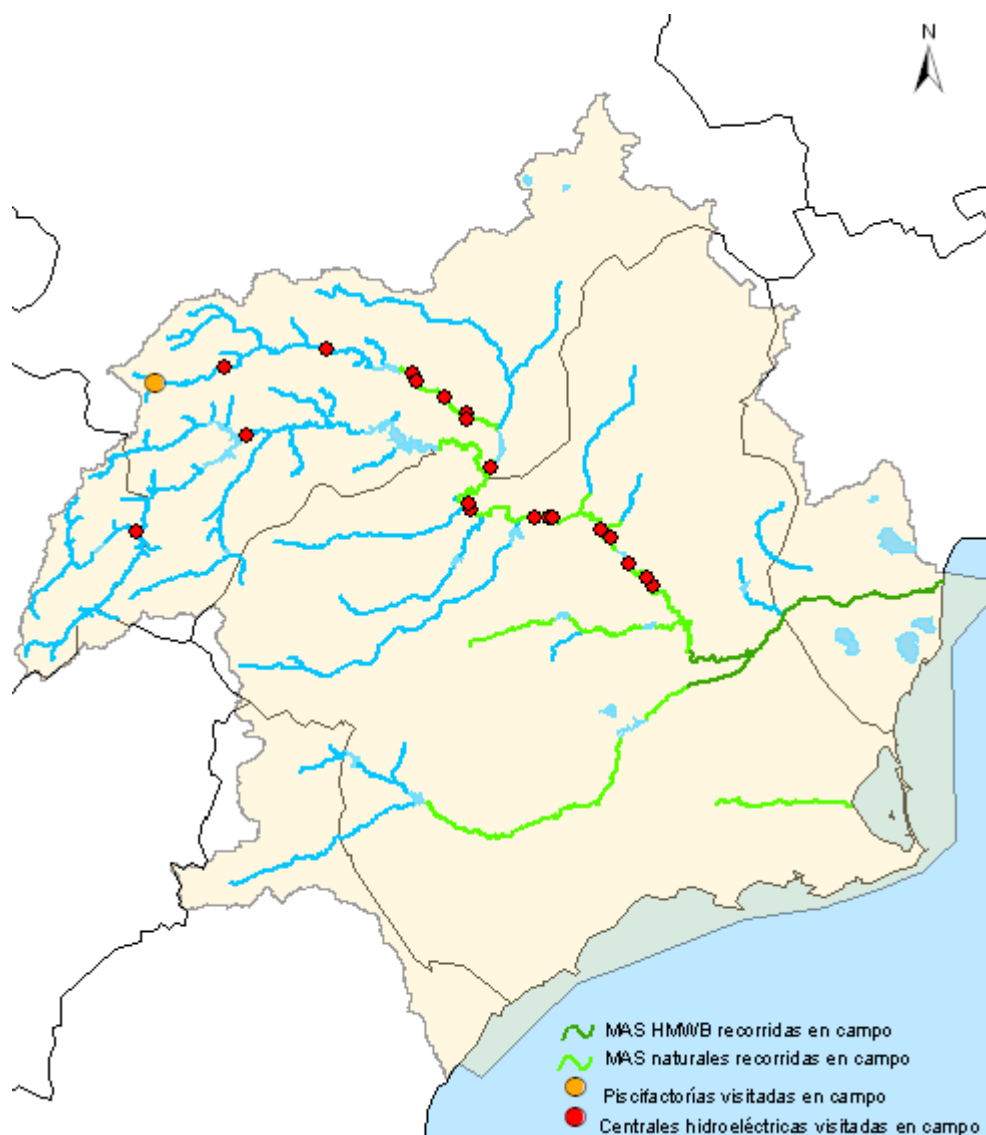 N
MAS HMWB recorridas en campo
MAS naturales recorridas en campo
Piscifactorías visitadas en campo
Centrales hidroeléctricas visitadas en campo